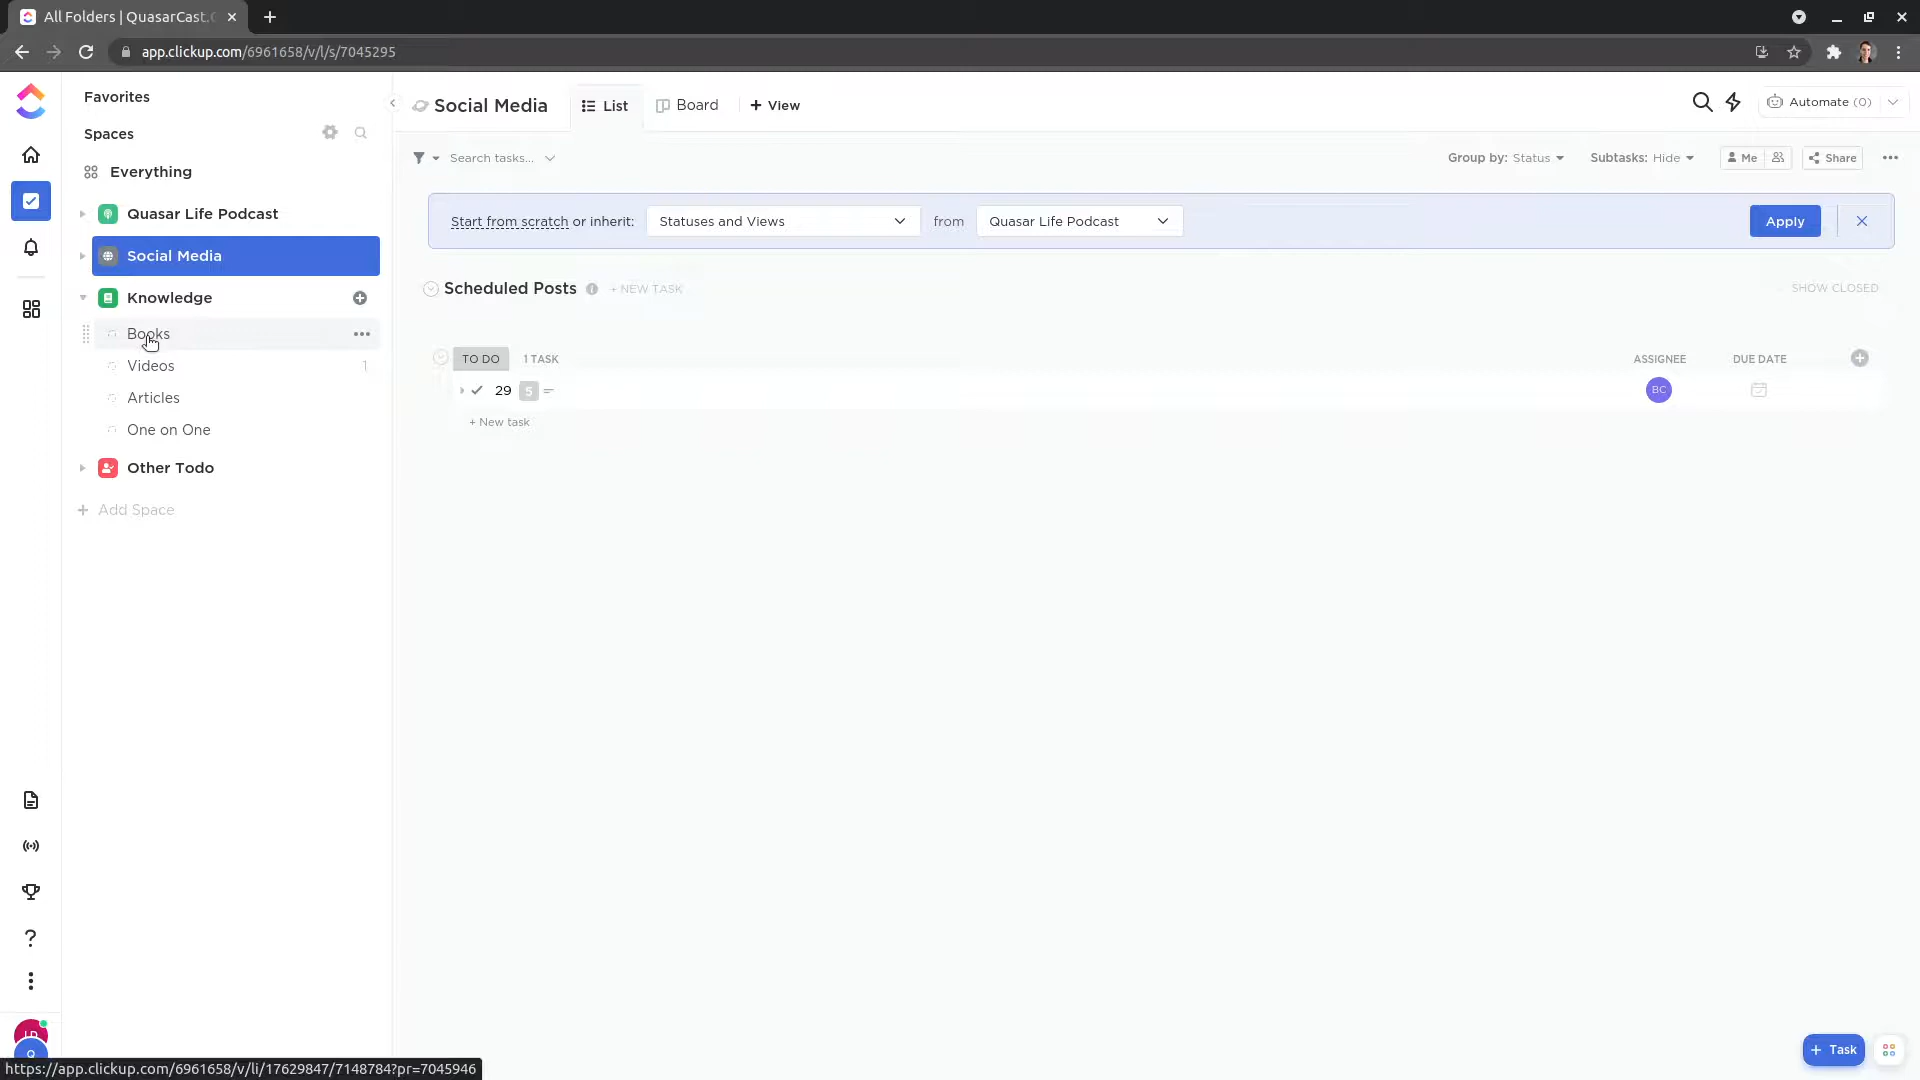 All Folders | QuasarCast.
app.clickup.com/6961658/v/l/s/7045295
Favorites
Spaces
Everything
Quasar Life Podcast
Social Media
Knowledge
Books
Videos 1
Articles
One on One
Other Todo
+ Add Space
Social Media List Board + View
Automate (0)
Search tasks...
Group by: Status Subtasks: Hide Me Share
Start from scratch or inherit: Statuses and Views from Quasar Life Podcast Apply
Scheduled Posts + NEW TASK SHOW CLOSED
TO DO 1 TASK ASSIGNEE DUE DATE
29 5 BC
+ New task
+ Task
https://app.clickup.com/6961658/v/li/17629847/7148784?pr=7045946